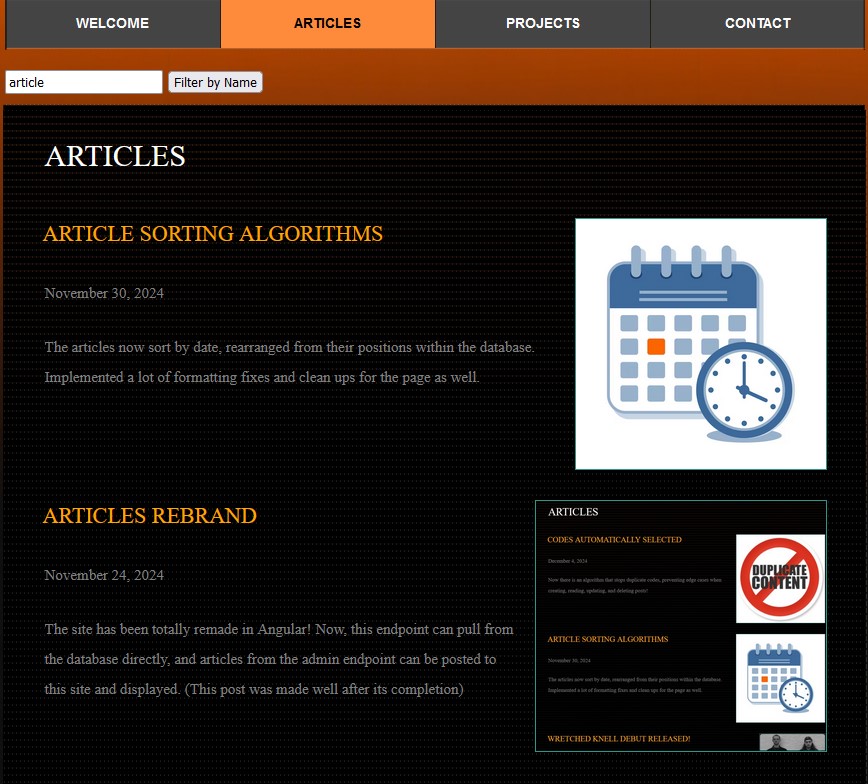 WELCOME
ARTICLES
PROJECTS
CONTACT
article
Filter by Name
ARTICLES
ARTICLE SORTING ALGORITHMS
November 30, 2024
The articles now sort by date, rearranged from their positions within the database.
Implemented a lot of formatting fixes and clean ups for the page as well.
ARTICLES REBRAND
November 24, 2024
The site has been totally remade in Angular! Now, this endpoint can pull from
the database directly, and articles from the admin endpoint can be posted to
this site and displayed. (This post was made well after its completion)
ARTICLES
CODES AUTOMATICALLY SELECTED
December 4, 2024
Now there is an algorithm that stops duplicate codes, preventing edge cases when
creating, reading, updating, and deleting posts!
DUPLICATE
CONTENT
ARTICLE SORTING ALGORITHMS
November 30, 2024
The articles now sort by date, rearranged from their positions within the database.
Implemented a lot of formatting fixes and clean ups for the page as well.
WRETCHED KNELL DEBUT RELEASED!